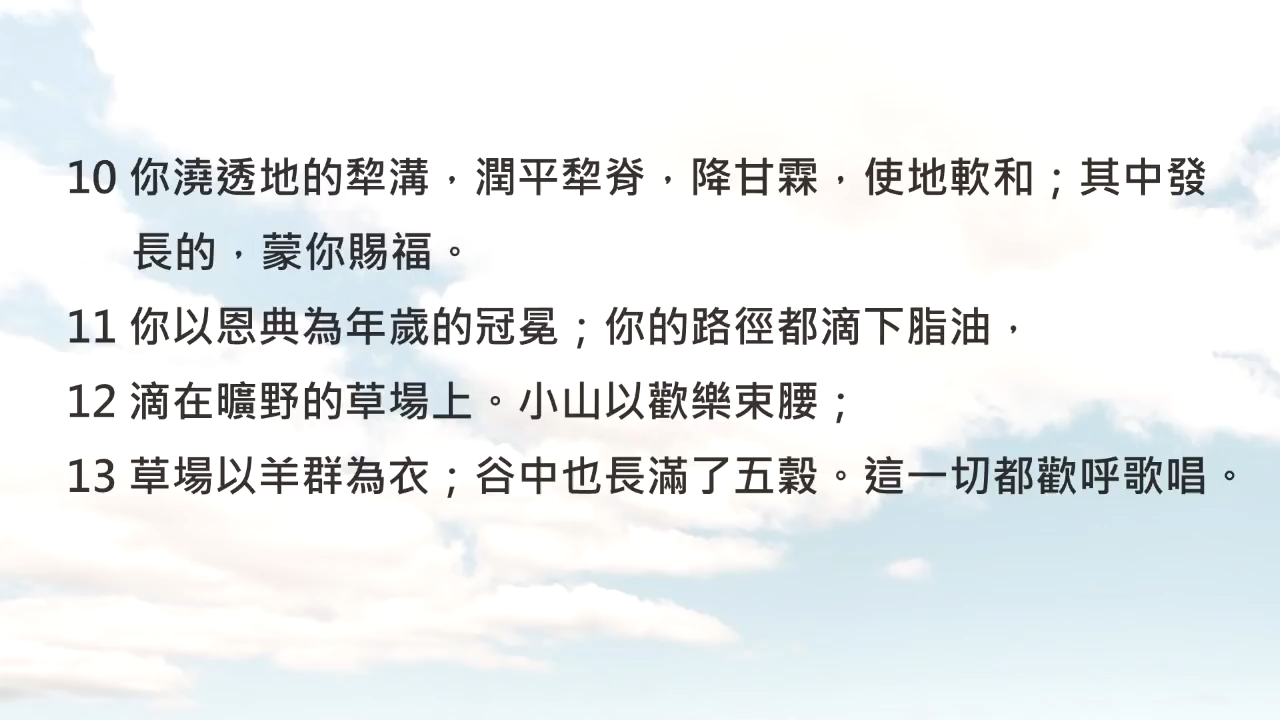 10 你澆透地的犂溝，潤平犂脊，降甘霖，使地軟和；其中發
長的，蒙你賜福。
11 你以恩典為年歲的冠冕；你的路徑都滴下脂油，
12 滴在曠野的草場上。小山以歡樂束腰；
13 草場以羊群為衣；谷中也長滿了五穀。這一切都歡呼歌唱。